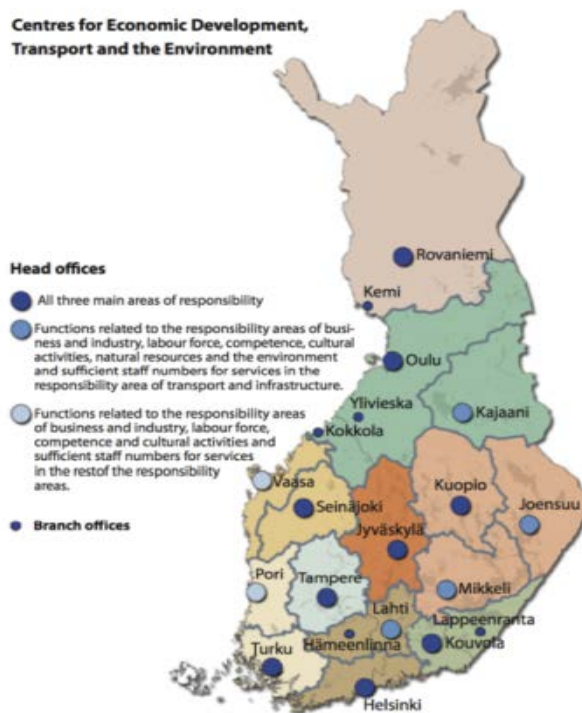 Centres for Economic Development,
Transport and the Environment
Head offices
All three main areas of responsibility
Functions related to the responsibility areas of busi-
ness and industry, labour force, competence, cultural
activities, natural resources and the environment
and sufficient staff numbers for services in the
responsibility area of transport and infrastructure.
Functions related to the responsibility areas
of business and industry, labour force,
competence and cultural activities and
sufficient staff numbers for services
in the restof the responsibility
areas.
Branch offices
Rovaniemi
Kemi
Oulu
Ylivieska
Kajaani
Kokkola
Vaasa
Seinäjoki
Kuopio
Joensuu
Jyväskylä
Pori
Tampere
Mikkeli
Lahti
Lappeenranta
Hämeenlinna
Kouvola
Turku
Helsinki